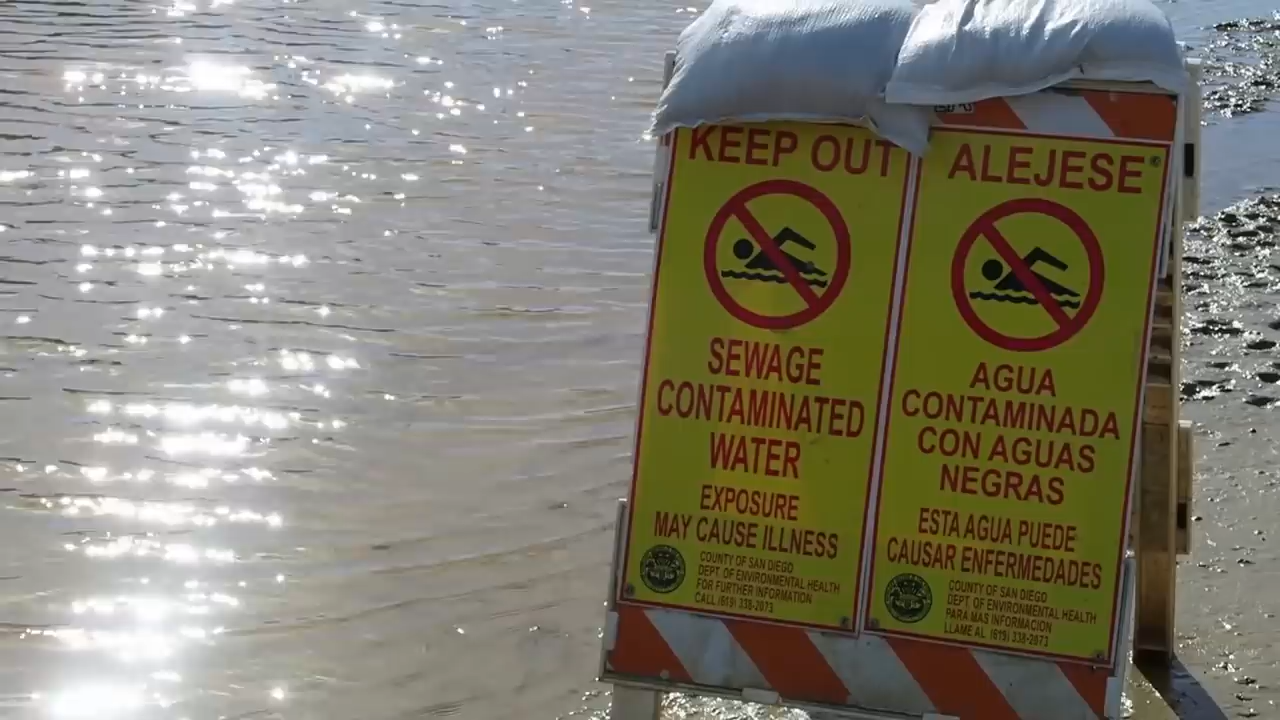 KEEP OUT
SEWAGE
CONTAMINATED
WATER
EXPOSURE
MAY CAUSE ILLNESS
COUNTY OF SAN DIEGO
DEPT. OF ENVIRONMENTAL HEALTH
FOR FURTHER INFORMATION
CALL (619) 338-2073
ALEJESE
AGUA
CONTAMINADA
CON AGUAS
NEGRAS
ESTA AGUA PUEDE
CAUSAR ENFERMEDADES
COUNTY OF SAN DIEGO
DEPT. OF ENVIRONMENTAL HEALTH
PARA MAS INFORMACION
LLAME AL (619) 338-2073